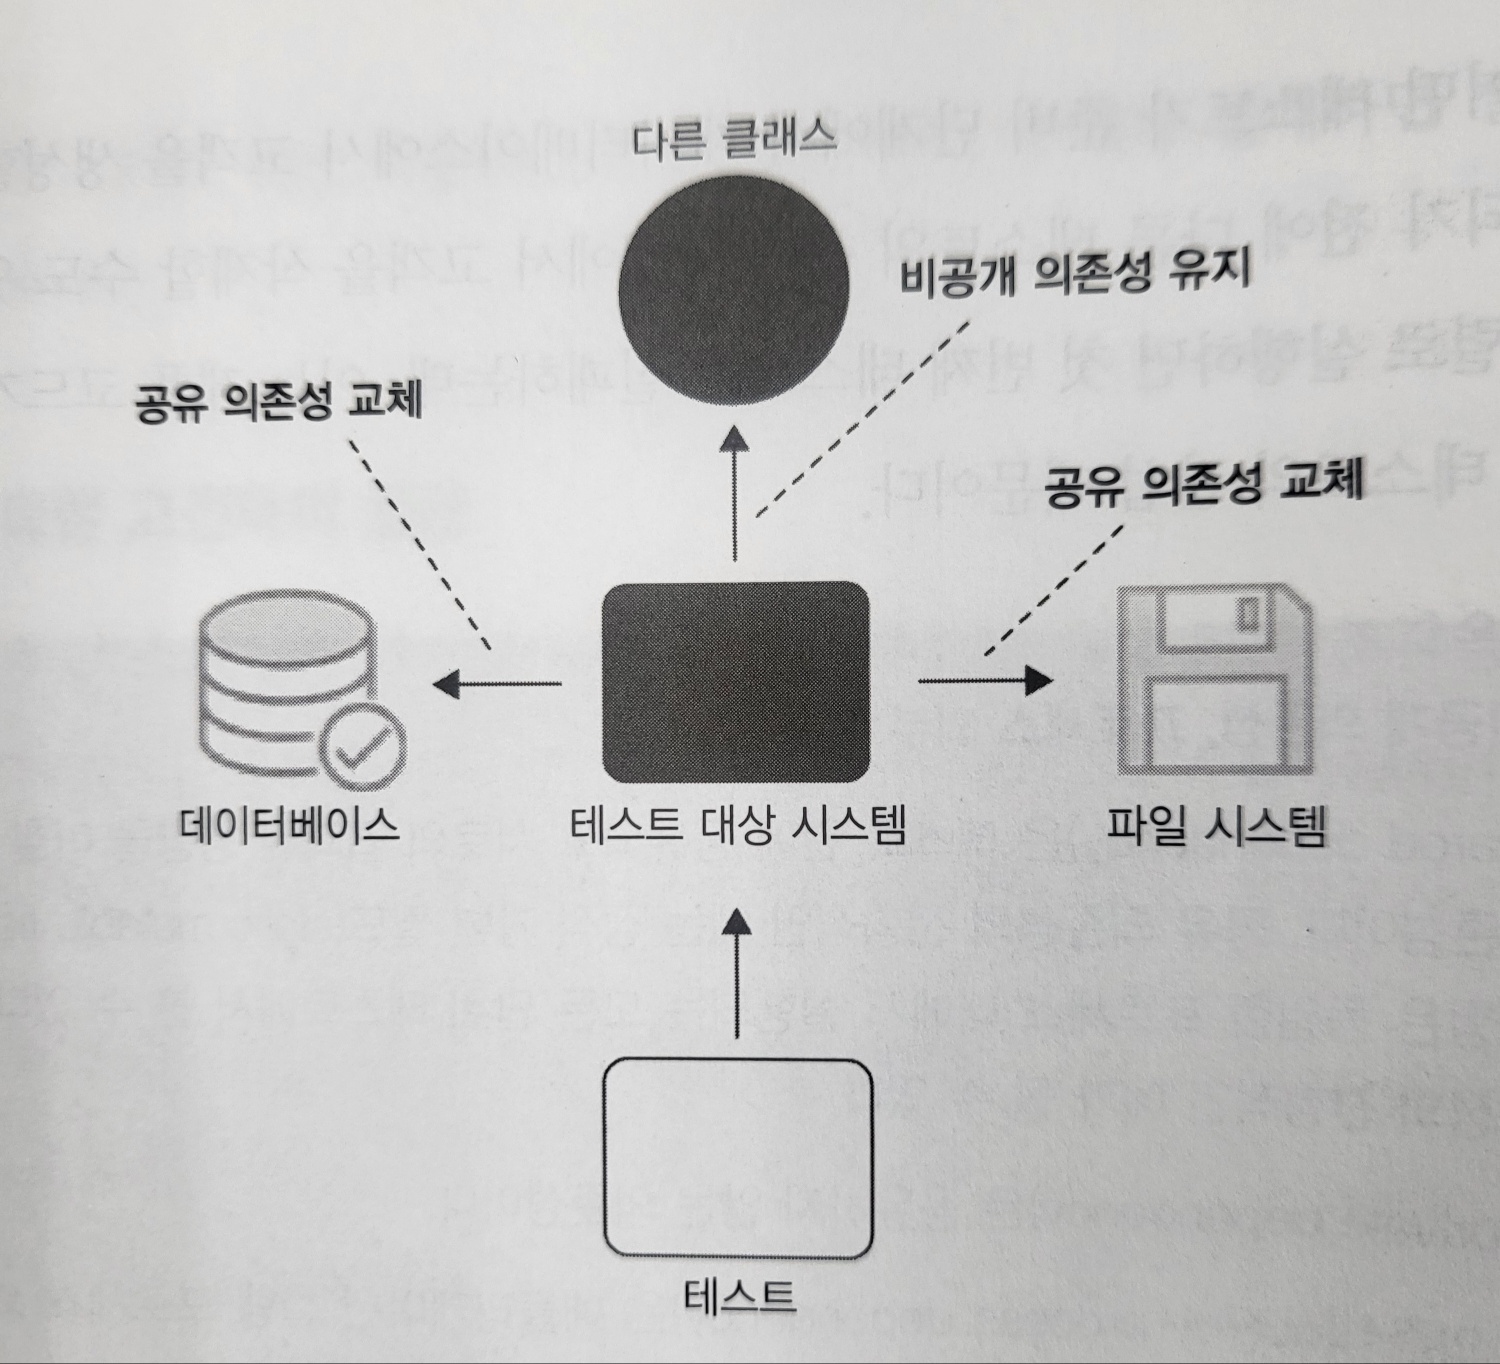 다른 클래스
비공개 의존성 유지
공유 의존성 교체
공유 의존성 교체
데이터베이스
테스트 대상 시스템
파일 시스템
테스트